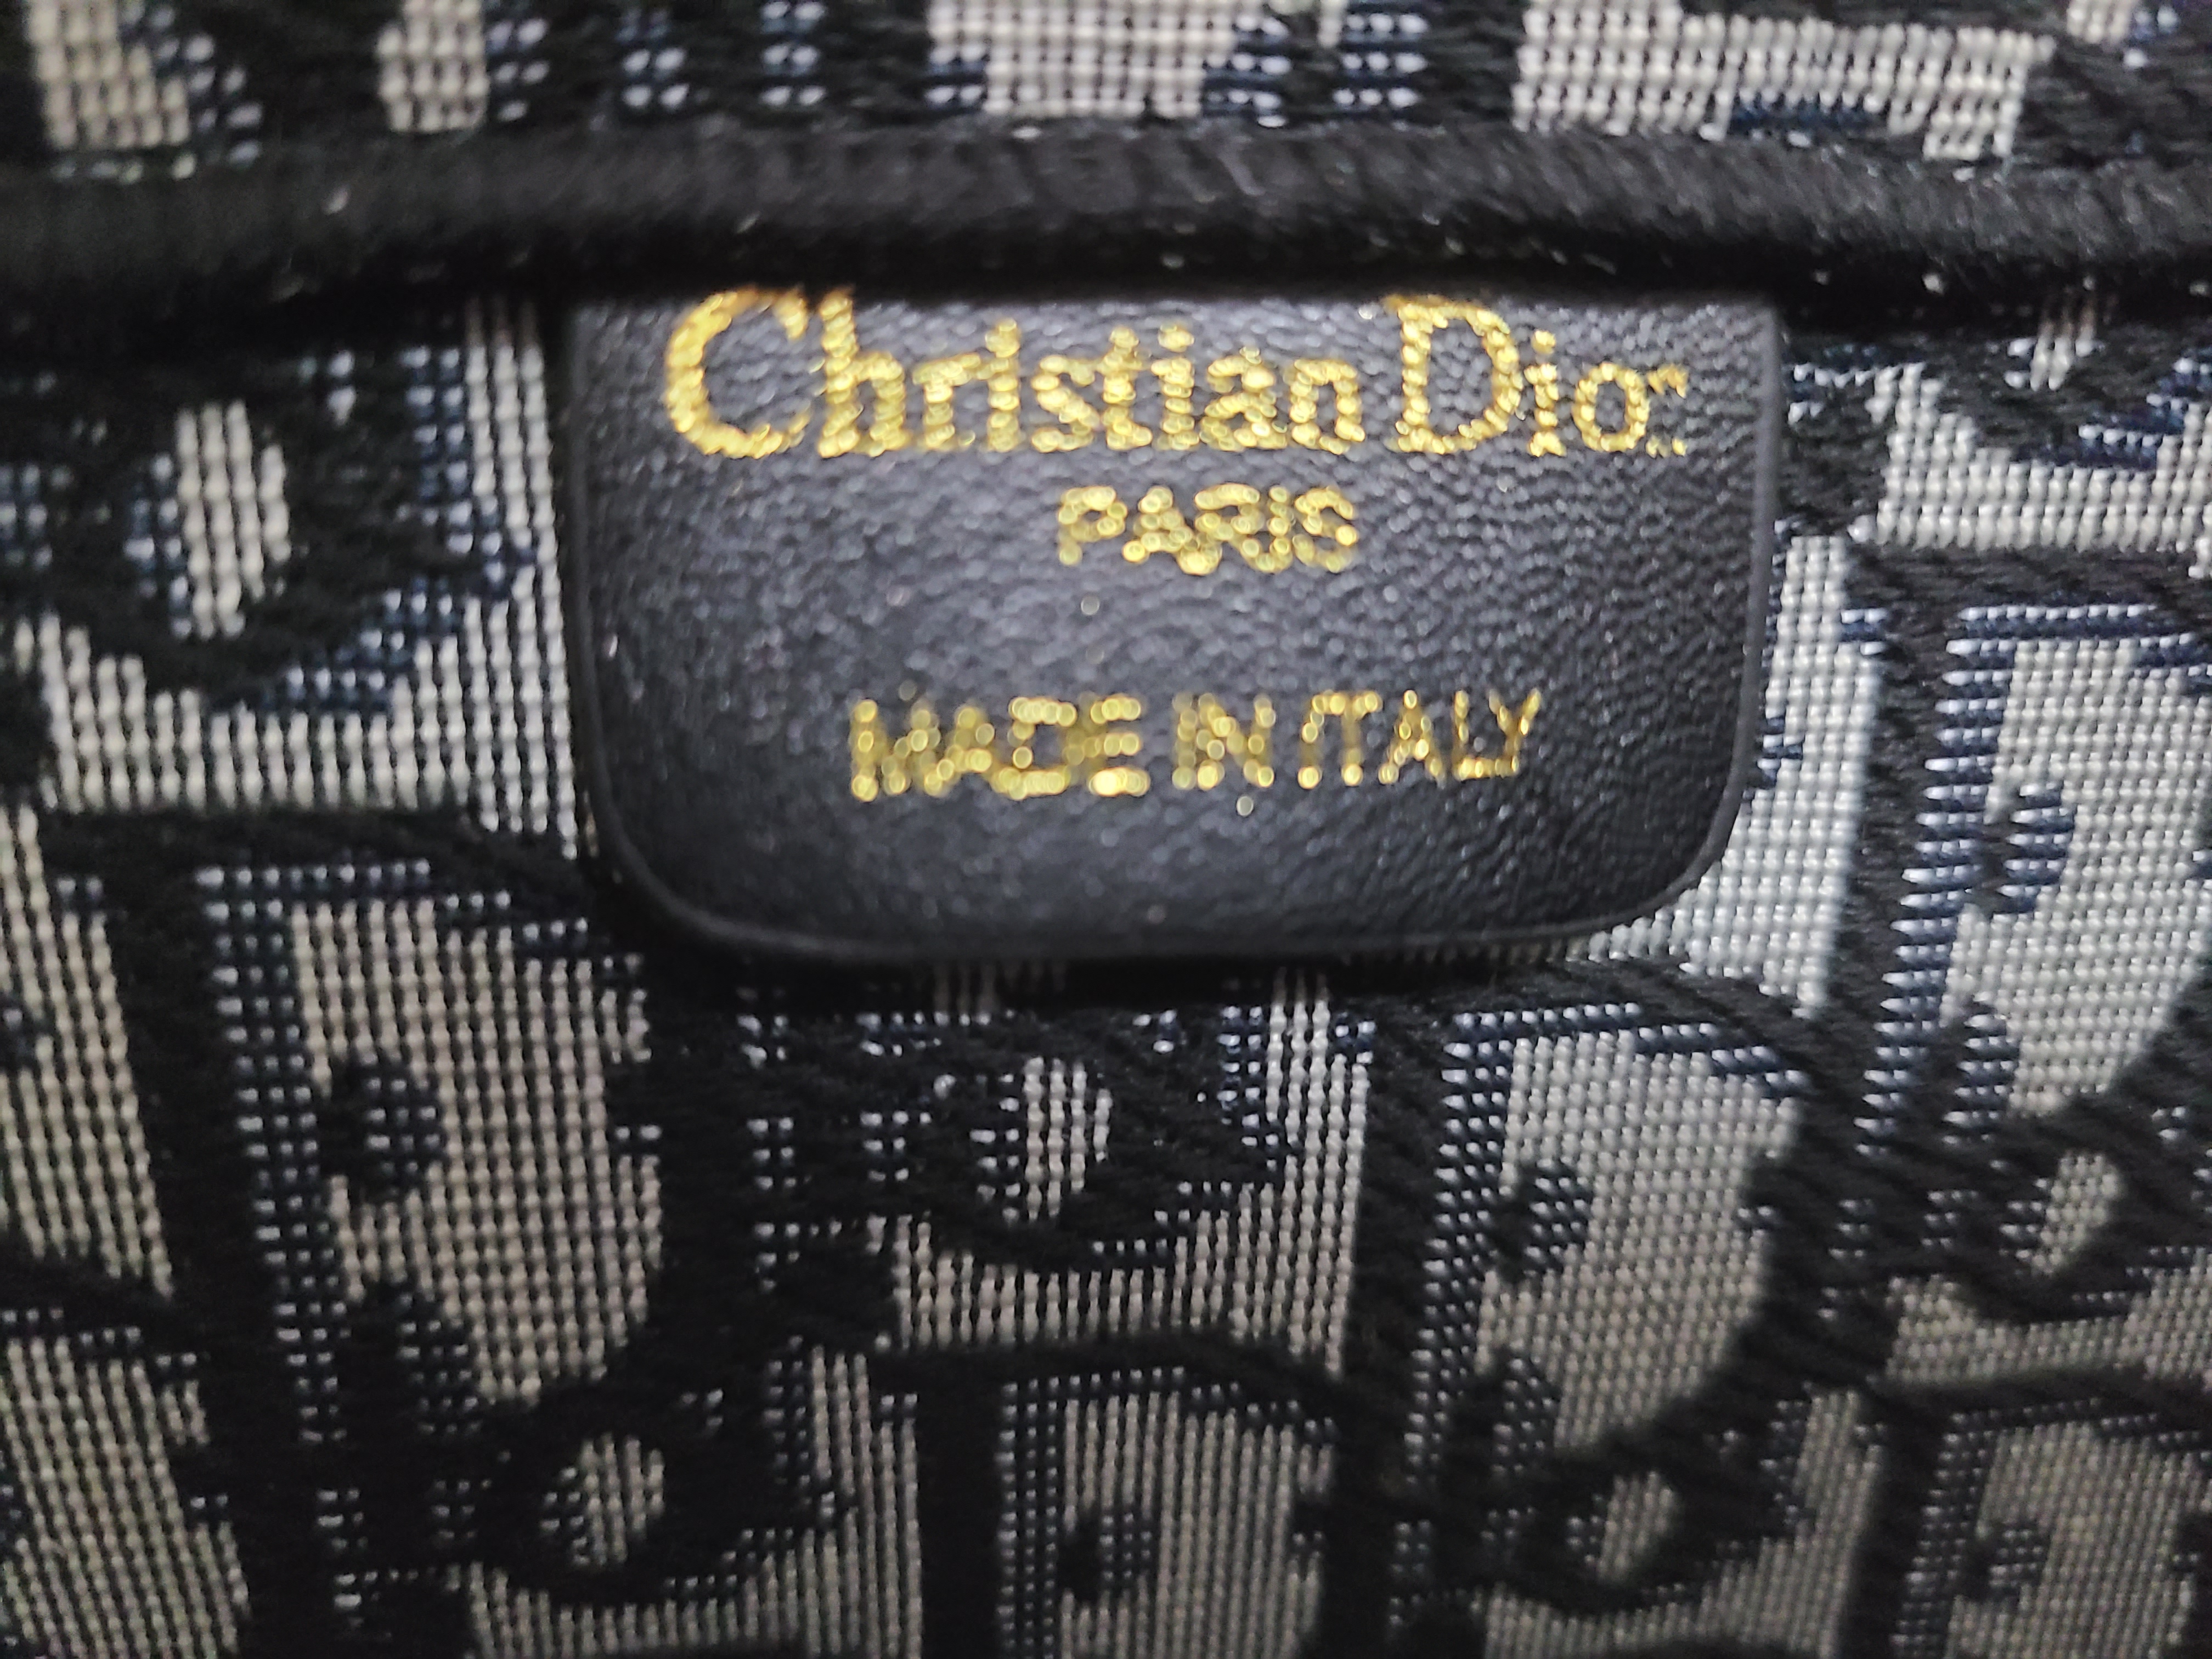 Christian Dior
PARIS
MADE IN ITALY